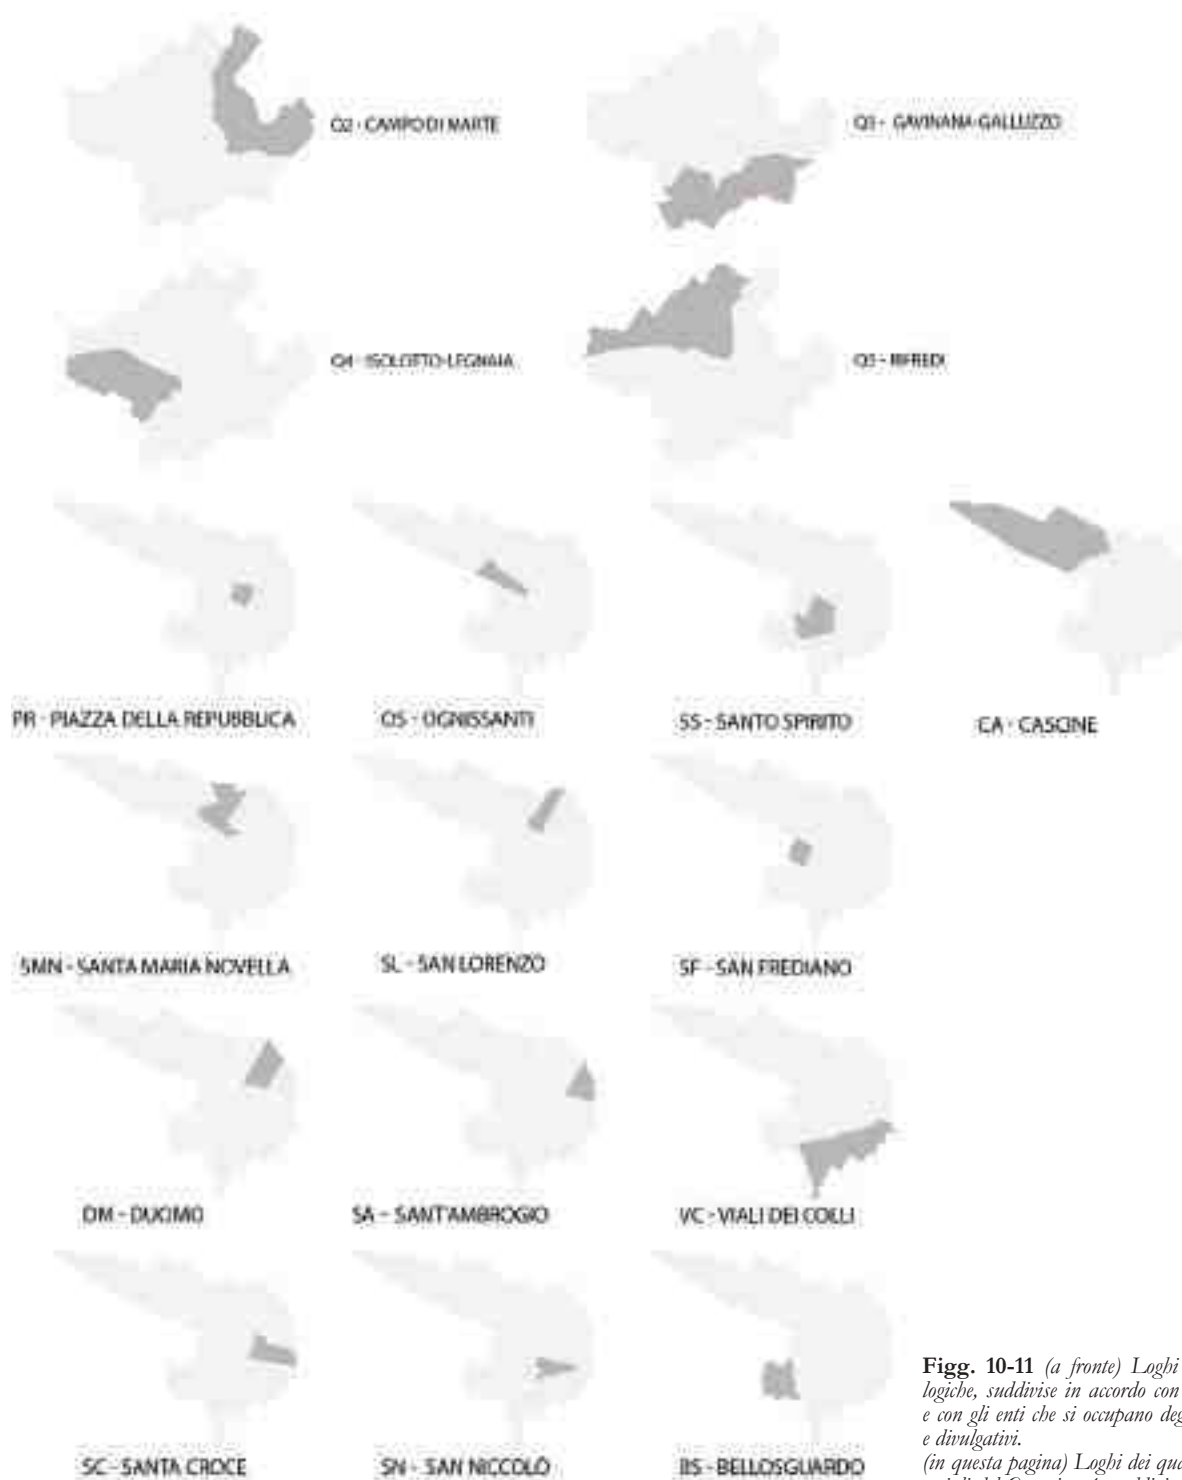 Q2 - CAMPO DI MARTE
Q3 - GAVINANA-GALLUZZO
Q4 - ISOLOTTO-LEGNAIA
Q5 - RIFREDI
PR - PIAZZA DELLA REPUBBLICA
OS - OGNISSANTI
SS - SANTO SPIRITO
CA - CASCINE
SMN - SANTA MARIA NOVELLA
SL - SAN LORENZO
SF - SAN FREDIANO
DM - DUOMO
SA - SANT'AMBROGIO
VC - VIALI DEI COLLI
SC - SANTA CROCE
SN - SAN NICCOLÒ
BS - BELLOSGUARDO
Figg. 10-11 (a fronte) Loghi
logiche, suddivise in accordo con
e con gli enti che si occupano deg
e divulgativi.
(in questa pagina) Loghi dei qua